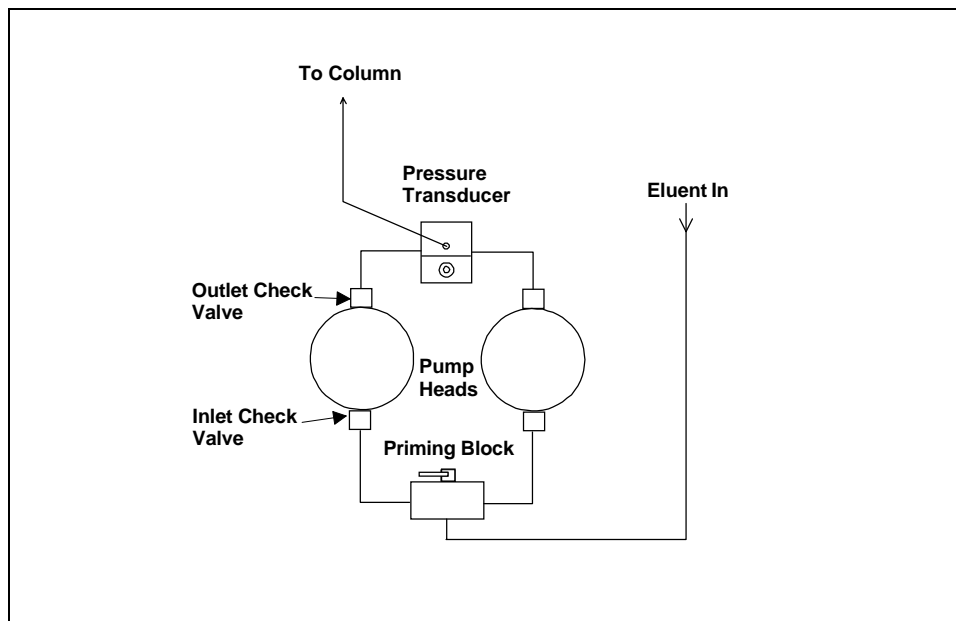 To Column
Pressure
Transducer
Eluent In
Outlet Check
Valve
Pump
Heads
Inlet Check
Valve
Priming Block